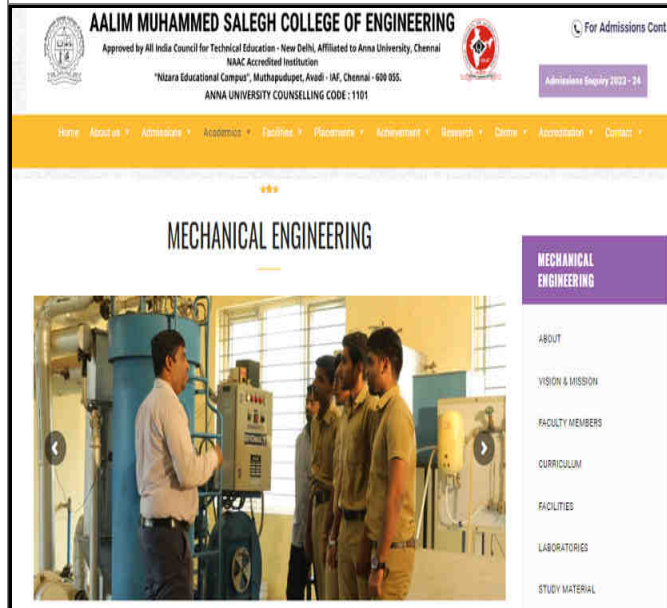 AALIM MUHAMMED SALEGH COLLEGE OF ENGINEERING
Approved by All India Council for Technical Education - New Delhi, Affiliated to Anna University, Chennai
NAAC Accredited Institution
"Nizara Educational Campus", Muthapudupet, Avadi - IAF, Chennai - 600 055.
ANNA UNIVERSITY COUNSELLING CODE : 1101
For Admissions Cont
Admissions Enquiry 2023 - 24
Home About us Admissions Academics Facilities Placements Achievement Research Centre Accreditation Contact
MECHANICAL ENGINEERING
MECHANICAL
ENGINEERING
ABOUT
VISION & MISSION
FACULTY MEMBERS
CURRICULUM
FACILITIES
LABORATORIES
STUDY MATERIAL